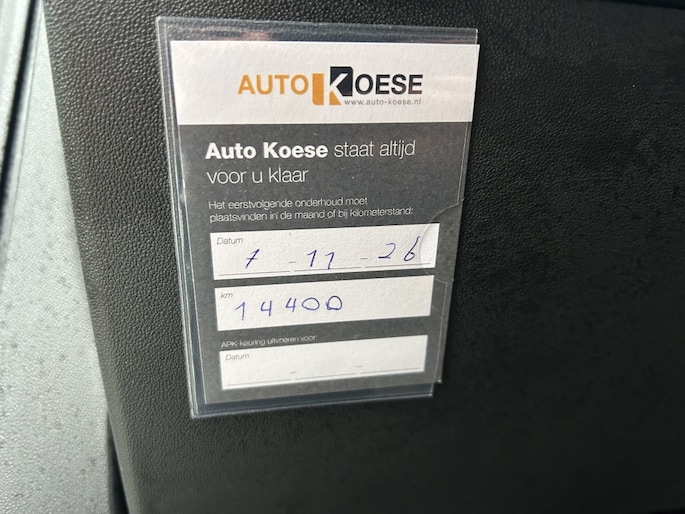 AUTO KOESE
www.auto-koese.nl
Auto Koese staat altijd
voor u klaar
Het eerstvolgende onderhoud moet
plaatsvinden in de maand of bij kilometerstand:
Datum
7 - 11 - 26
km
14400
APK-keuring uitvoeren voor:
Datum
- -